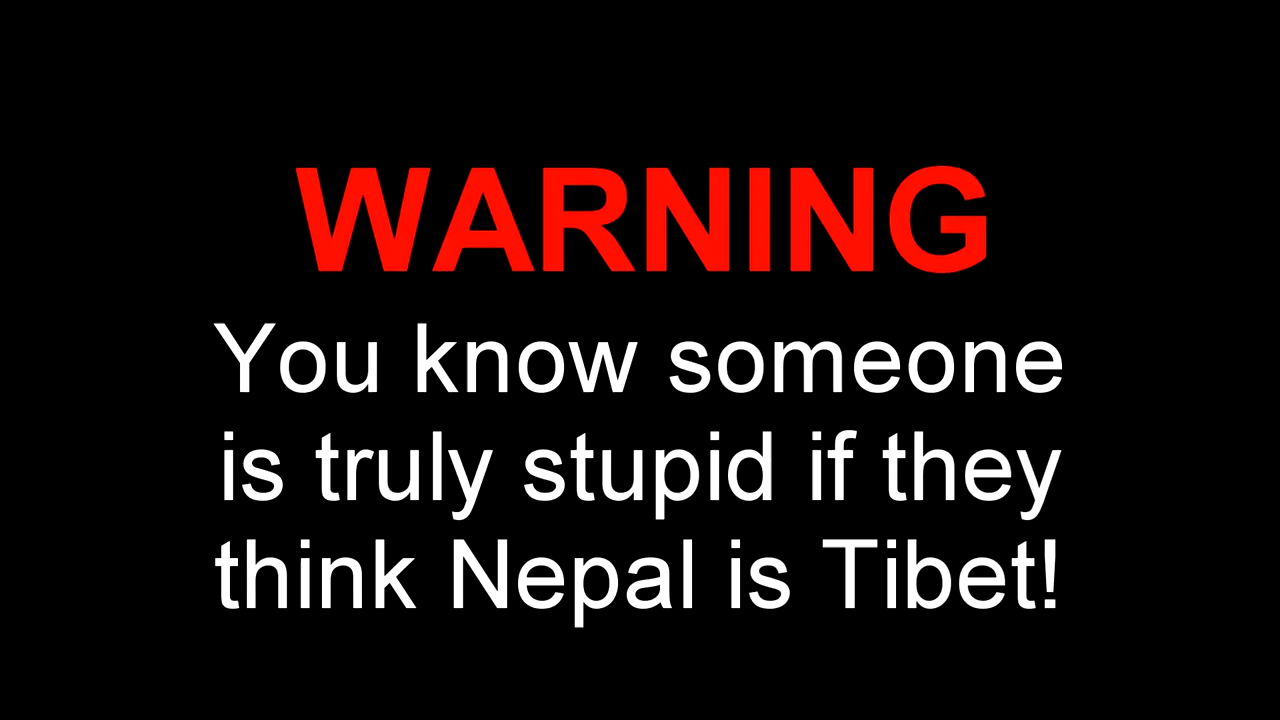 WARNING
You know someone
is truly stupid if they
think Nepal is Tibet!